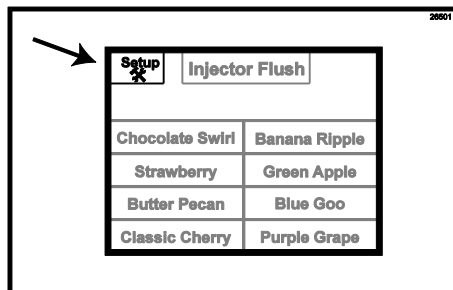 26501
Setup
Injector Flush
Chocolate Swirl
Banana Ripple
Strawberry
Green Apple
Butter Pecan
Blue Goo
Classic Cherry
Purple Grape